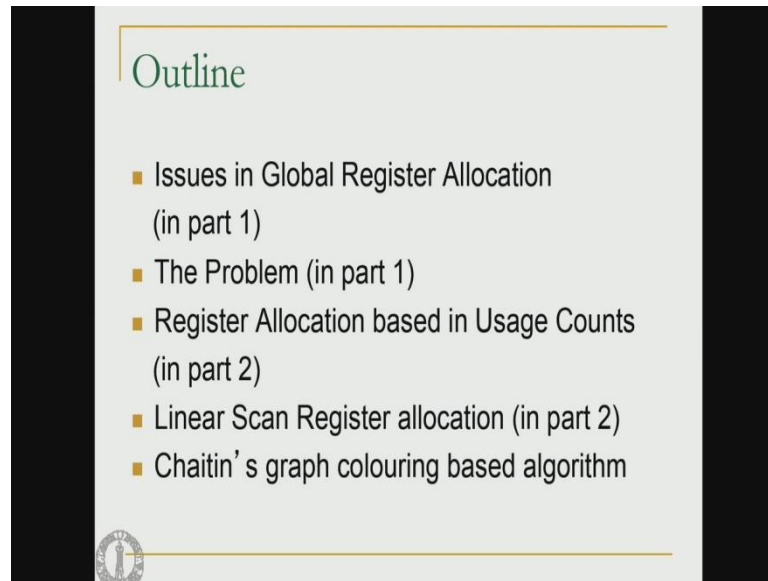 Outline
Issues in Global Register Allocation
(in part 1)
The Problem (in part 1)
Register Allocation based in Usage Counts
(in part 2)
Linear Scan Register allocation (in part 2)
Chaitin's graph colouring based algorithm